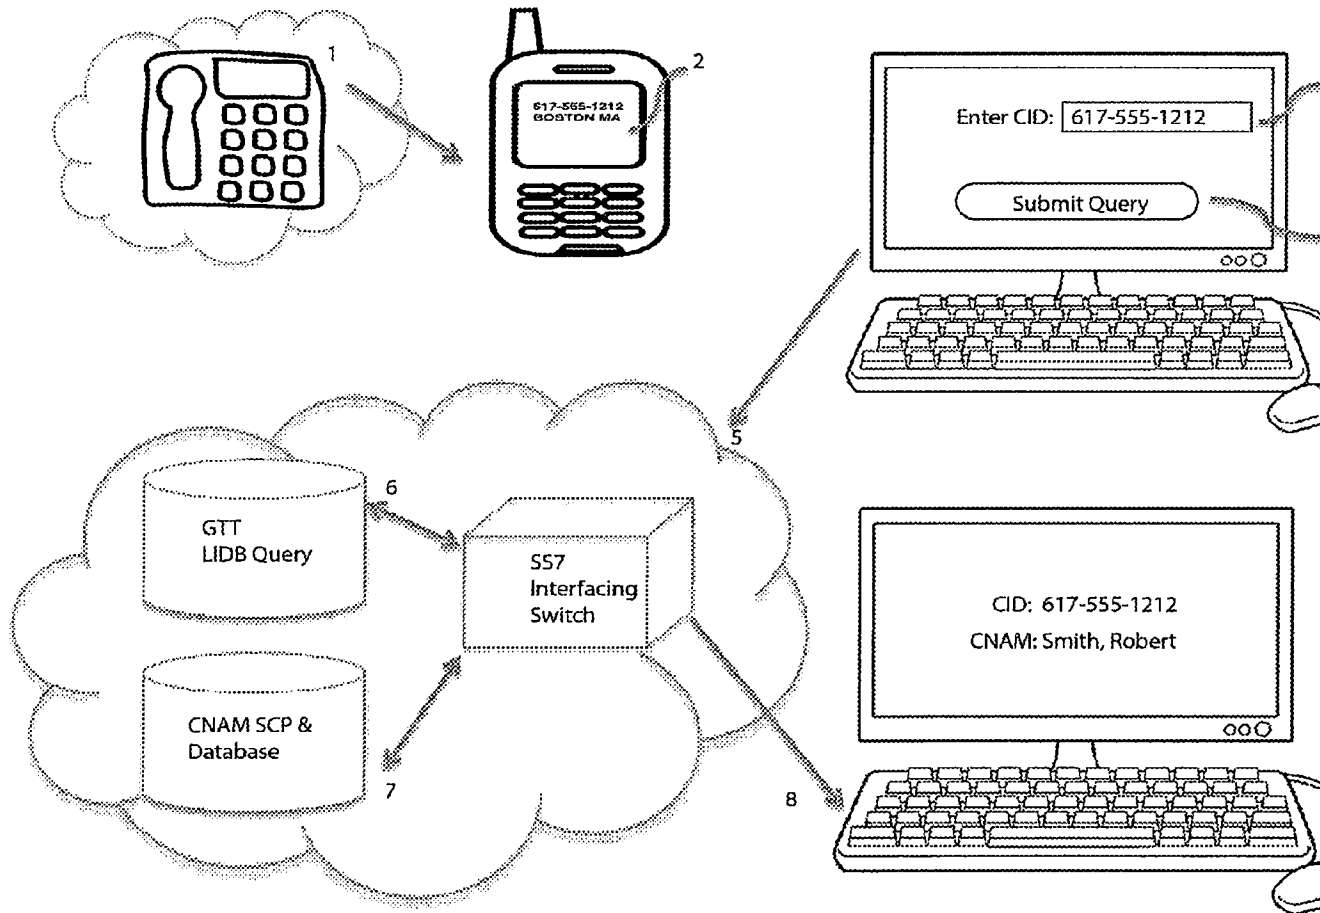 1
2
617-555-1212
BOSTON MA
Enter CID: 617-555-1212
Submit Query
5
6
GTT
LIDB Query
SS7
Interfacing
Switch
CNAM SCP &
Database
7
8
CID: 617-555-1212
CNAM: Smith, Robert